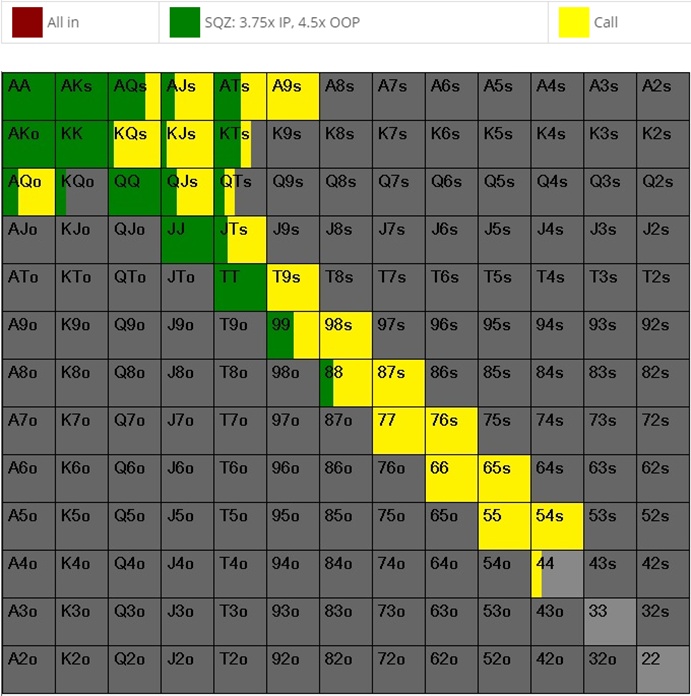 All in SQZ: 3.75x IP, 4.5x OOP Call
AA AKs AQs AJs ATs A9s A8s A7s A6s A5s A4s A3s A2s
AKo KK KQs KJs KTs K9s K8s K7s K6s K5s K4s K3s K2s
AQo KQo QQ QJs QTs Q9s Q8s Q7s Q6s Q5s Q4s Q3s Q2s
AJo KJo QJo JJ JTs J9s J8s J7s J6s J5s J4s J3s J2s
ATo KTo QTo JTo TT T9s T8s T7s T6s T5s T4s T3s T2s
A9o K9o Q9o J9o T9o 99 98s 97s 96s 95s 94s 93s 92s
A8o K8o Q8o J8o T8o 98o 88 87s 86s 85s 84s 83s 82s
A7o K7o Q7o J7o T7o 97o 87o 77 76s 75s 74s 73s 72s
A6o K6o Q6o J6o T6o 96o 86o 76o 66 65s 64s 63s 62s
A5o K5o Q5o J5o T5o 95o 85o 75o 65o 55 54s 53s 52s
A4o K4o Q4o J4o T4o 94o 84o 74o 64o 54o 44 43s 42s
A3o K3o Q3o J3o T3o 93o 83o 73o 63o 53o 43o 33 32s
A2o K2o Q2o J2o T2o 92o 82o 72o 62o 52o 42o 32o 22